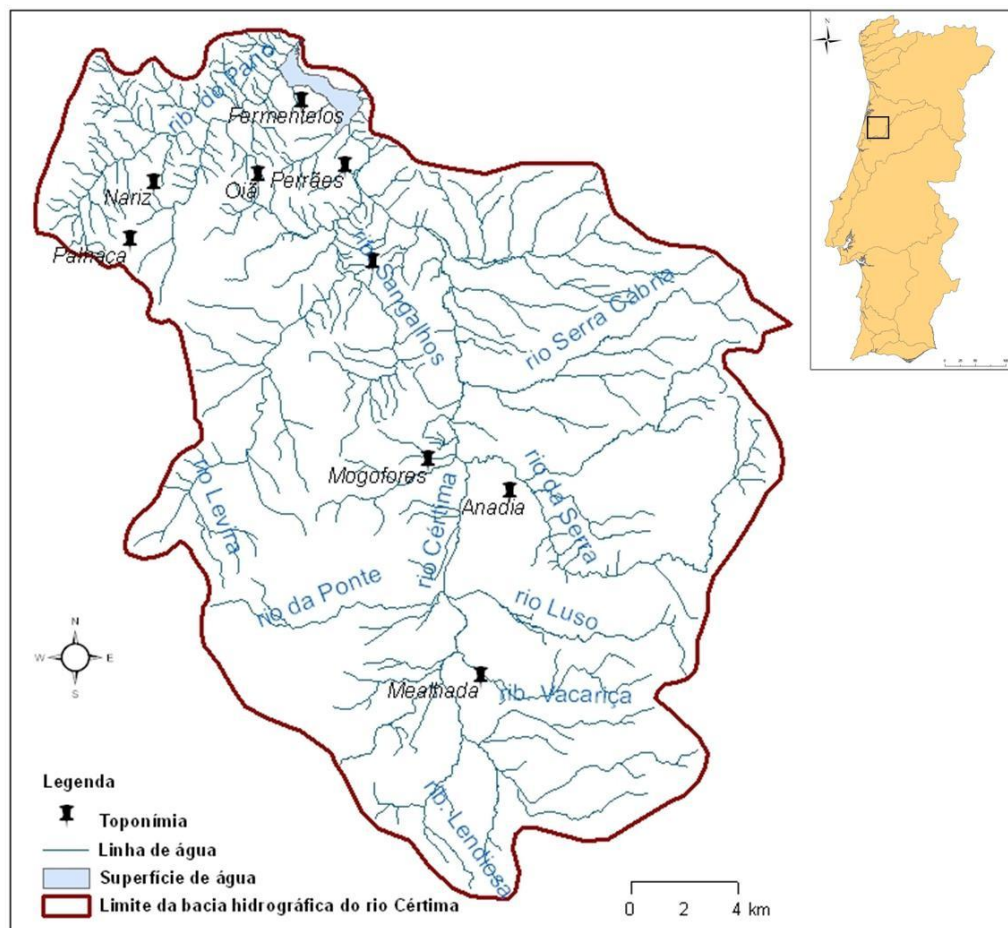 N
rib. do Pano
Fermentelos
Nariz
Oiã
Perrães
Palhaça
rib. Sangalhos
rio Serra Cabria
rio Levira
Mogofores
Anadia
rio Cértima
rio da Serra
rio da Ponte
rio Luso
Mealhada
rib. Vacariça
rib. Lendiosa
N
W E
S
Legenda
Toponímia
Linha de água
Superfície de água
Limite da bacia hidrográfica do rio Cértima
0 2 4 km